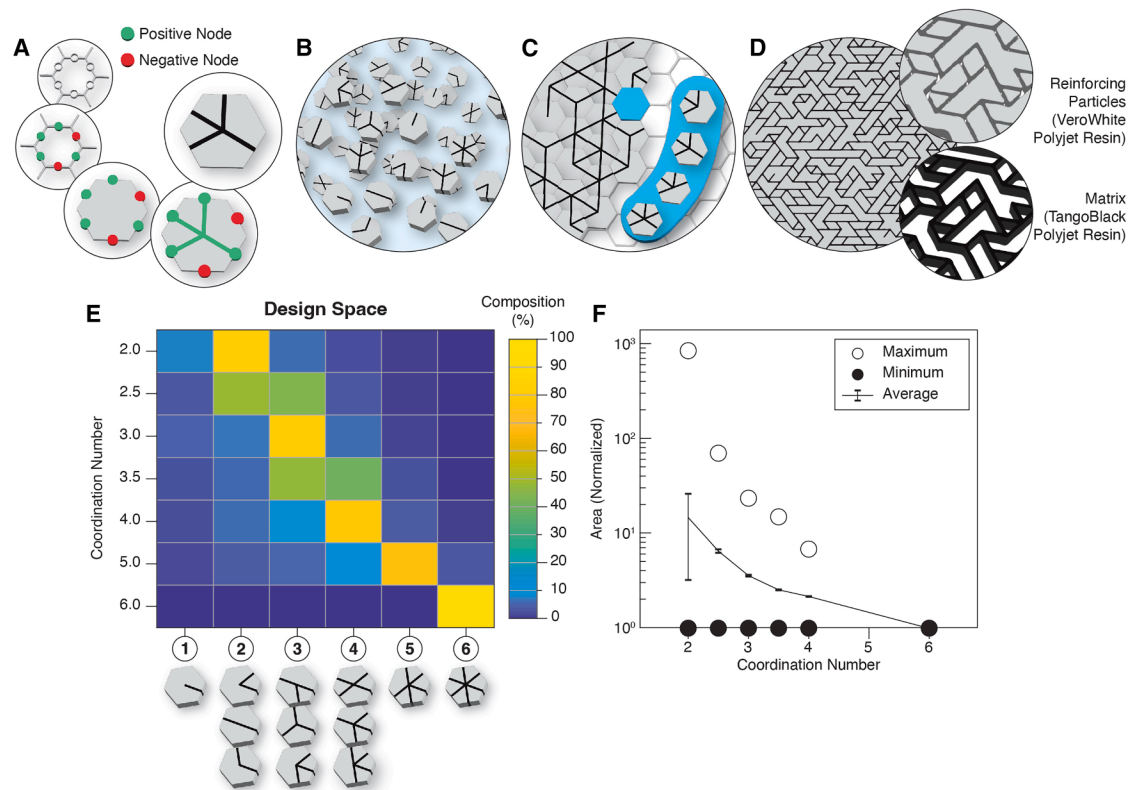 A
Positive Node
Negative Node
B
C
D
Reinforcing
Particles
(VeroWhite
Polyjet Resin)
Matrix
(TangoBlack
Polyjet Resin)
E
Design Space
Composition
(%)
Coordination Number
2.0
2.5
3.0
3.5
4.0
5.0
6.0
100
90
80
70
60
50
40
30
20
10
0
1
2
3
4
5
6
F
Area (Normalized)
10³
10²
10¹
10⁰
Maximum
Minimum
Average
2
3
4
5
6
Coordination Number